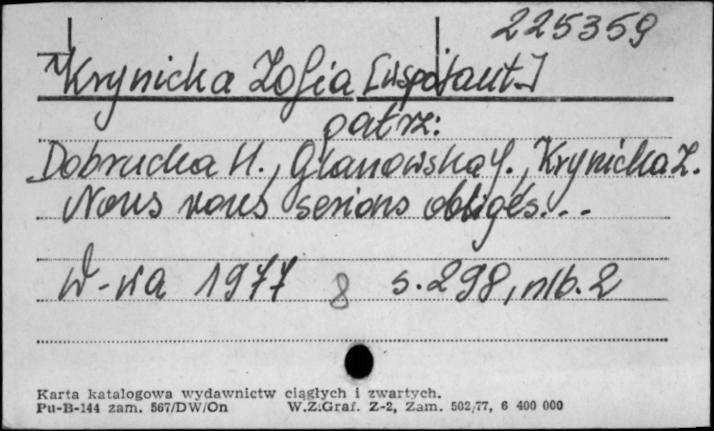 225359
Krynicka Zofia [współaut.]
patrz:
Dobrucka H., Glanowska J., Krynicka Z.
Nous vous serions obligés...
W-wa 1977 8 s. 298, nlb. 2
Karta katalogowa wydawnictw ciągłych i zwartych.
Pu-B-144 zam. 567/DW/On W.Z.Graf. Z-2, Zam. 502/77, 6 400 000